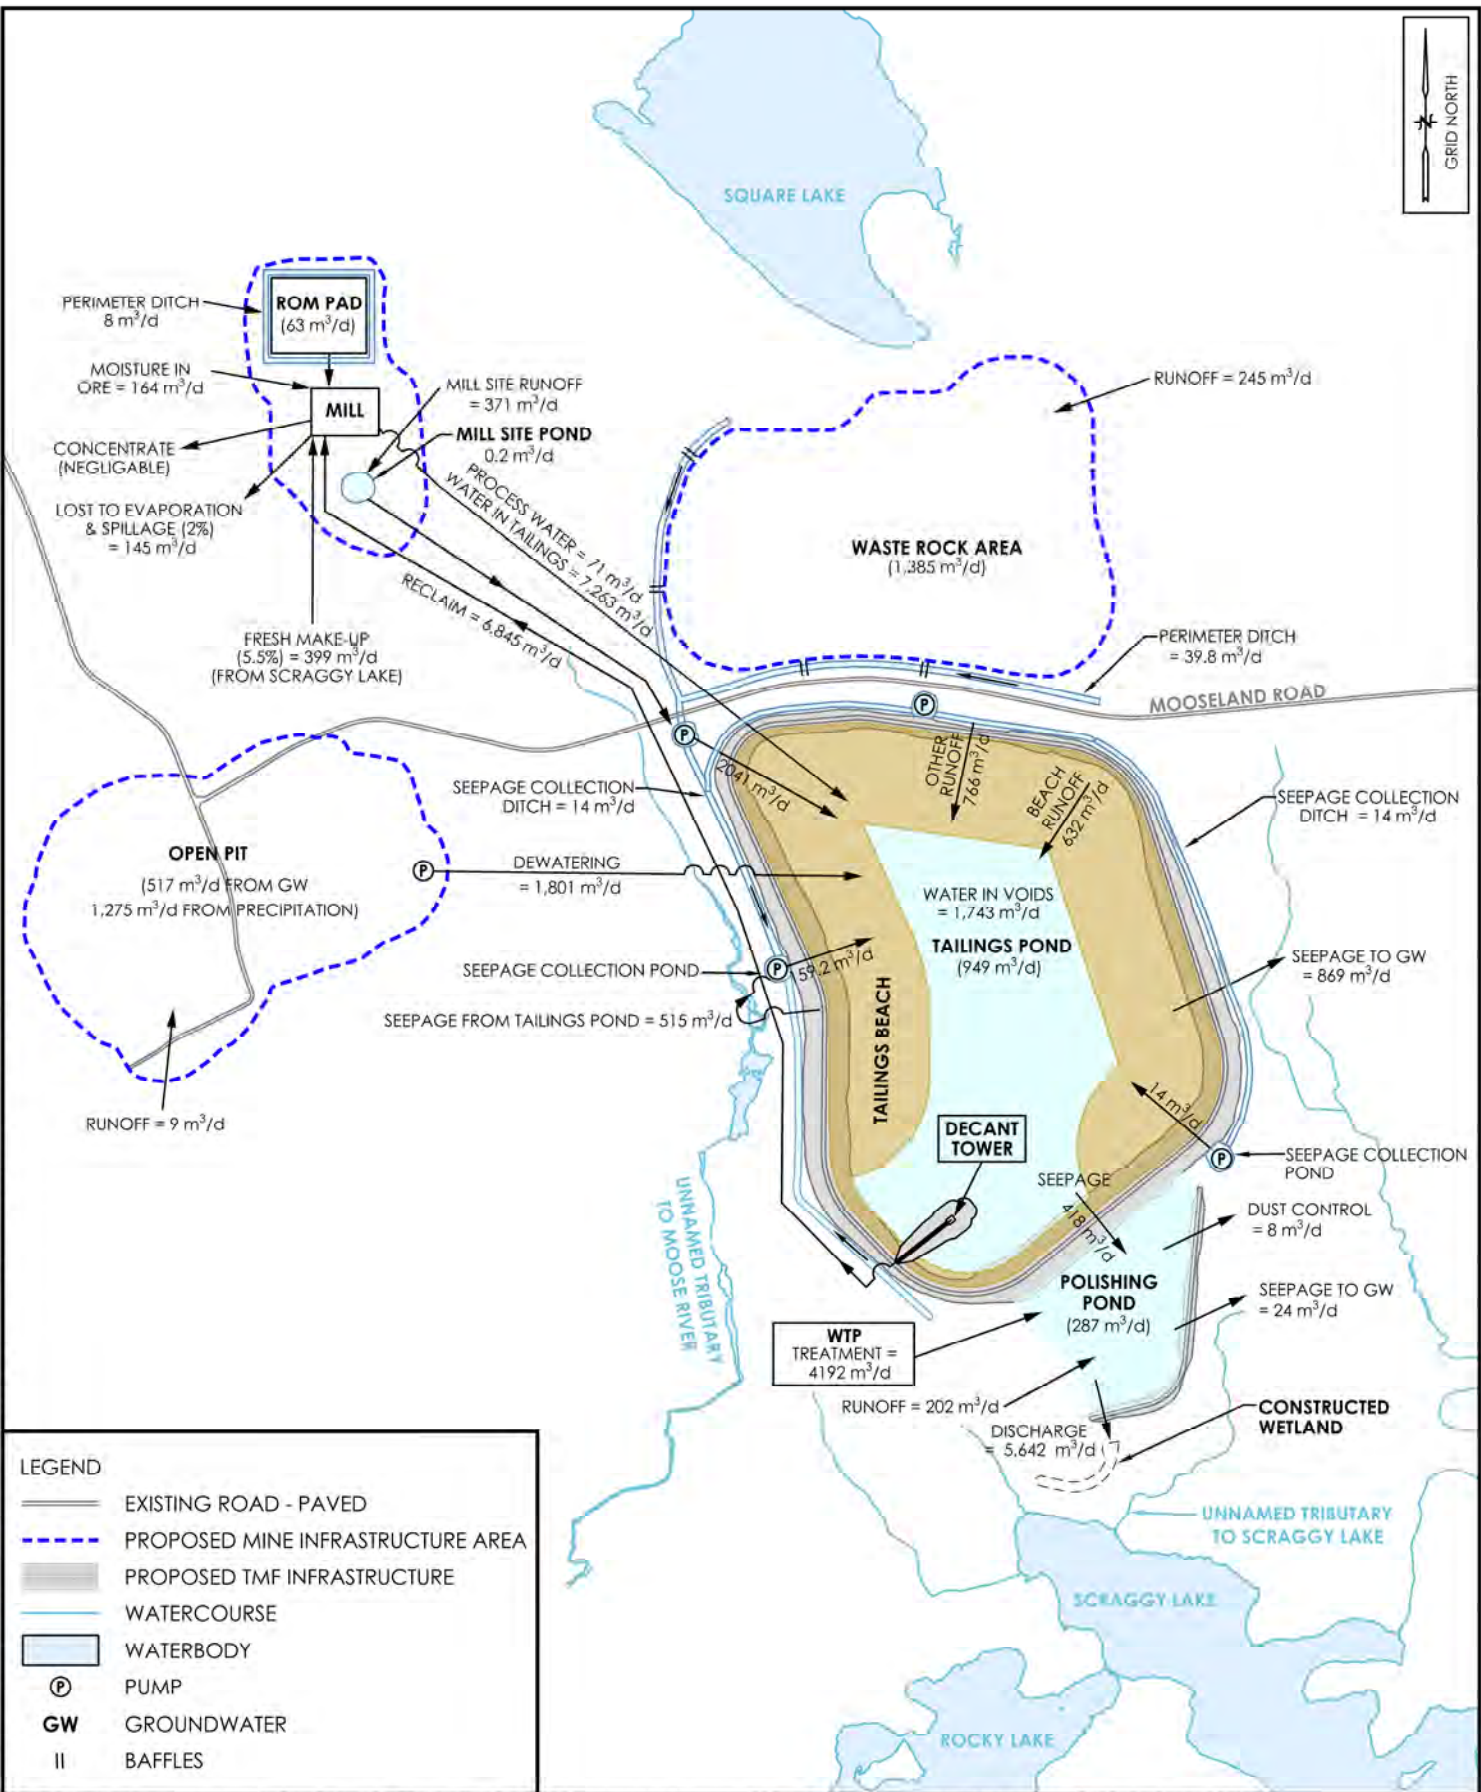 GRID NORTH
N
SQUARE LAKE
PERIMETER DITCH
8 m³/d
ROM PAD
(63 m³/d)
MOISTURE IN
ORE = 164 m³/d
MILL
MILL SITE RUNOFF
= 371 m³/d
MILL SITE POND
0.2 m³/d
CONCENTRATE
(NEGLIGABLE)
LOST TO EVAPORATION
& SPILLAGE (2%)
= 145 m³/d
PROCESS WATER = 71 m³/d
WATER IN TAILINGS = 7,263 m³/d
RECLAIM = 6,845 m³/d
FRESH MAKE-UP
(5.5%) = 399 m³/d
(FROM SCRAGGY LAKE)
RUNOFF = 245 m³/d
WASTE ROCK AREA
(1,385 m³/d)
PERIMETER DITCH
= 39.8 m³/d
MOOSELAND ROAD
P
P
2041 m³/d
OTHER
RUNOFF
766 m³/d
BEACH
RUNOFF
632 m³/d
SEEPAGE COLLECTION
DITCH = 14 m³/d
SEEPAGE COLLECTION
DITCH = 14 m³/d
OPEN PIT
(517 m³/d FROM GW
1,275 m³/d FROM PRECIPITATION)
P
DEWATERING
= 1,801 m³/d
WATER IN VOIDS
= 1,743 m³/d
TAILINGS POND
(949 m³/d)
SEEPAGE COLLECTION POND
P
59.2 m³/d
SEEPAGE TO GW
= 869 m³/d
SEEPAGE FROM TAILINGS POND = 515 m³/d
TAILINGS BEACH
RUNOFF = 9 m³/d
DECANT
TOWER
14 m³/d
P
SEEPAGE COLLECTION
POND
SEEPAGE
418 m³/d
DUST CONTROL
= 8 m³/d
UNNAMED TRIBUTARY
TO MOOSE RIVER
POLISHING
POND
(287 m³/d)
SEEPAGE TO GW
= 24 m³/d
WTP
TREATMENT =
4192 m³/d
RUNOFF = 202 m³/d
DISCHARGE
= 5,642 m³/d
CONSTRUCTED
WETLAND
UNNAMED TRIBUTARY
TO SCRAGGY LAKE
SCRAGGY LAKE
ROCKY LAKE
LEGEND
EXISTING ROAD - PAVED
PROPOSED MINE INFRASTRUCTURE AREA
PROPOSED TMF INFRASTRUCTURE
WATERCOURSE
WATERBODY
P PUMP
GW GROUNDWATER
II BAFFLES